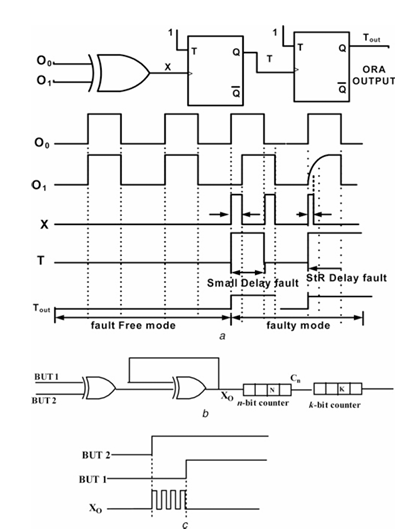 1
1
T Q
T Q
Tout
O0
O1'
X
T
ORA
OUTPUT
Q
Q
O0
O1
X
T
Small Delay fault
StR Delay fault
Tout
fault Free mode
faulty mode
a
BUT 1
BUT 2
XO
N
n-bit counter
Cn
K
k-bit counter
b
BUT 2
BUT 1
XO
c